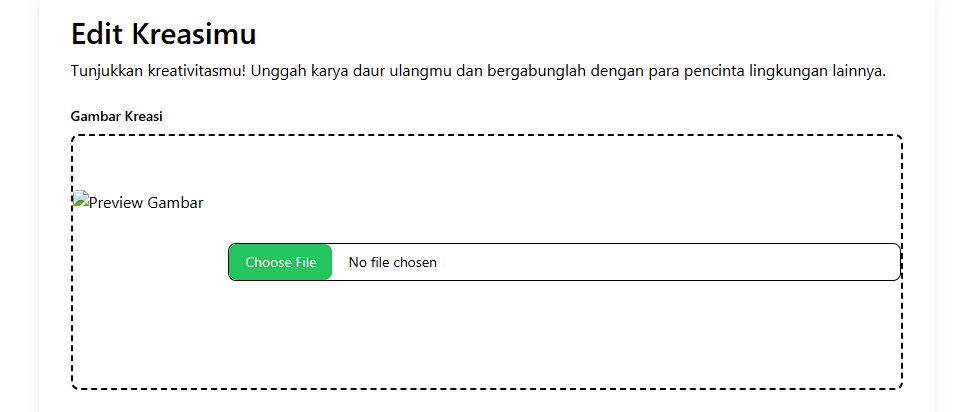 Edit Kreasimu
Tunjukkan kreativitasmu! Unggah karya daur ulangmu dan bergabunglah dengan para pencinta lingkungan lainnya.
Gambar Kreasi
Preview Gambar
Choose File No file chosen